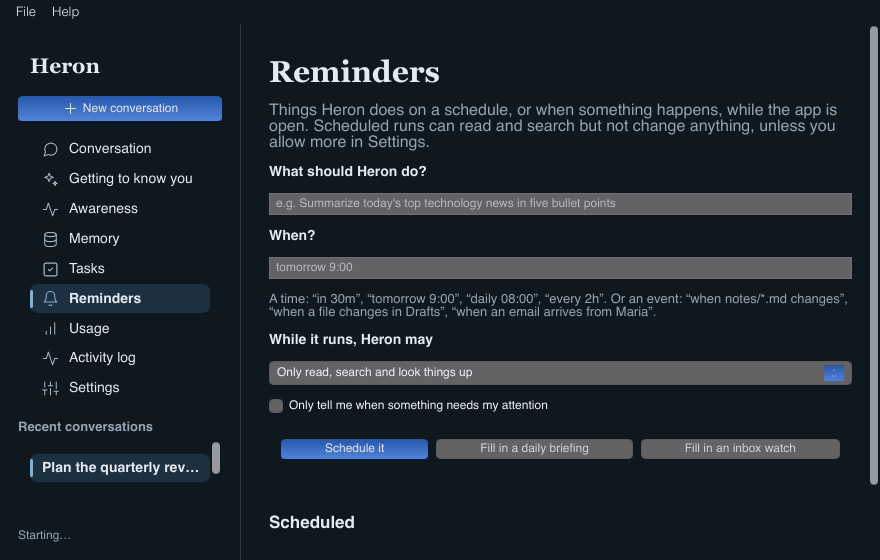 File Help
Heron
New conversation
Conversation
Getting to know you
Awareness
Memory
Tasks
Reminders
Usage
Activity log
Settings
Recent conversations
Plan the quarterly rev…
Starting…
Reminders
Things Heron does on a schedule, or when something happens, while the app is
open. Scheduled runs can read and search but not change anything, unless you
allow more in Settings.
What should Heron do?
e.g. Summarize today's top technology news in five bullet points
When?
tomorrow 9:00
A time: “in 30m”, “tomorrow 9:00”, “daily 08:00”, “every 2h”. Or an event: “when notes/*.md changes”,
“when a file changes in Drafts”, “when an email arrives from Maria”.
While it runs, Heron may
Only read, search and look things up
Only tell me when something needs my attention
Schedule it
Fill in a daily briefing
Fill in an inbox watch
Scheduled